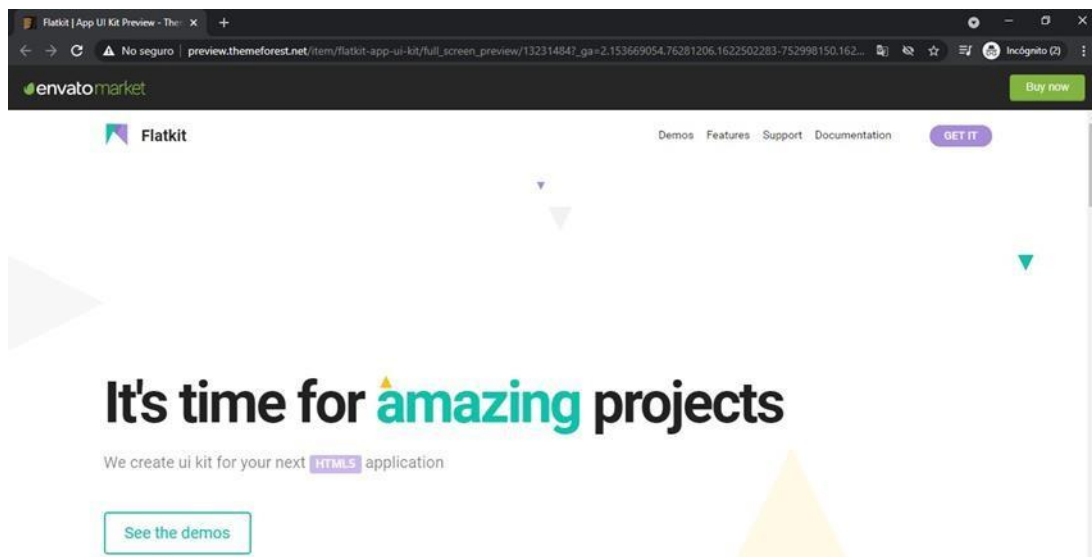 Flatkit | App UI Kit Preview - The
No seguro | preview.themeforest.net/item/flatkit-app-ui-kit/full_screen_preview/13231484?_ga=2.153669054.76281206.1622502283-752998150.162... Incógnito (2)
envatomarket Buy now
Flatkit Demos Features Support Documentation GET IT
It's time for amazing projects
We create ui kit for your next HTML5 application
See the demos